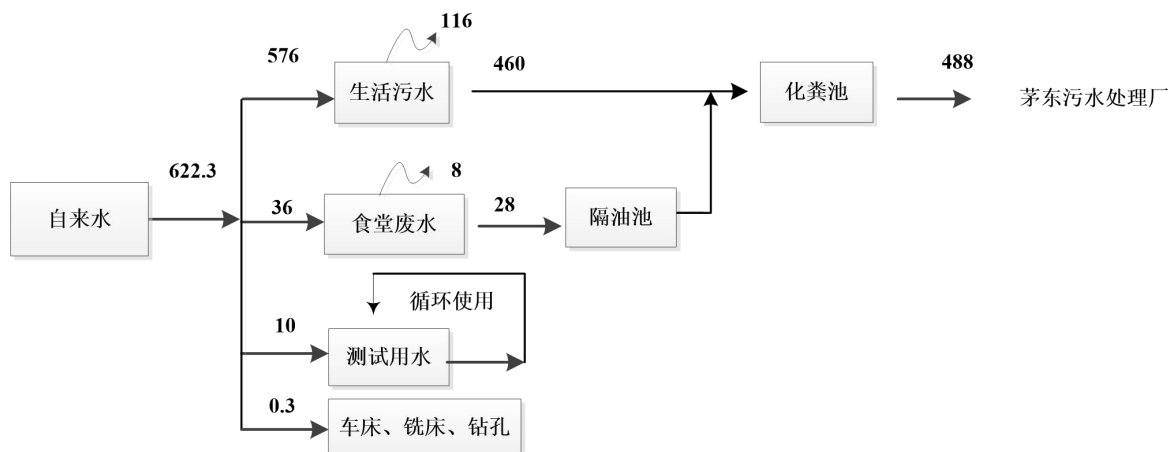 116
576
生活污水
460
化粪池
488
茅东污水处理厂
622.3
自来水
8
36
食堂废水
28
隔油池
循环使用
10
测试用水
0.3
车床、铣床、钻孔